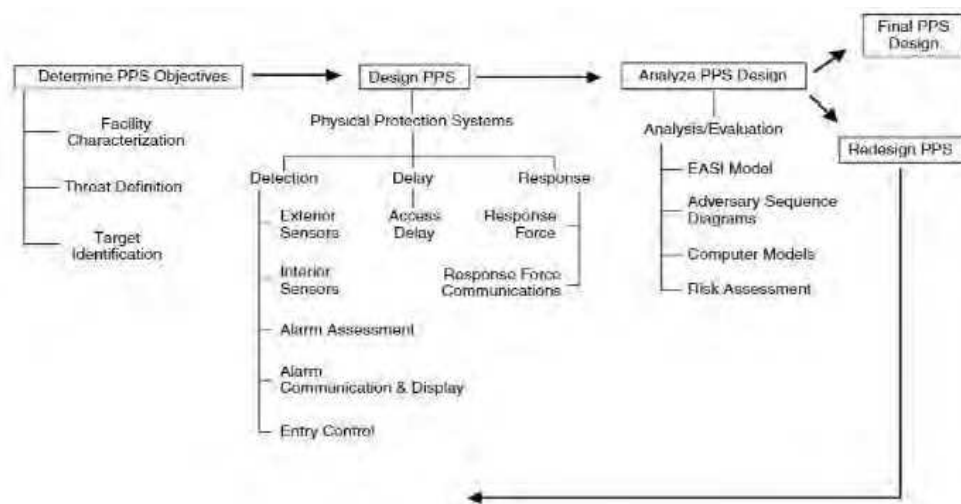 Final PPS
Design
Determine PPS Objectives
Design PPS
Analyze PPS Design
Redesign PPS
Facility
Characterization
Threat Definition
Target
Identification
Physical Protection Systems
Detection
Delay
Response
Exterior
Sensors
Interior
Sensors
Alarm Assessment
Alarm
Communication & Display
Entry Control
Access
Delay
Response
Force
Response Force
Communications
Analysis/Evaluation
EASI Model
Adversary Sequence
Diagrams
Computer Models
Risk Assessment